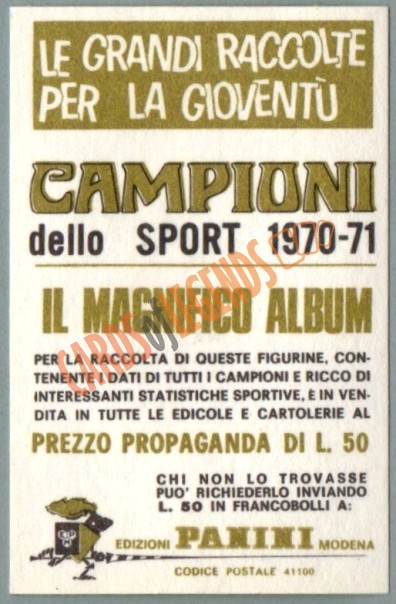 LE GRANDI RACCOLTE
PER LA GIOVENTÙ
CAMPIONI
dello SPORT 1970-71
IL MAGNIFICO ALBUM
PER LA RACCOLTA DI QUESTE FIGURINE, CON-
TENENTE I DATI DI TUTTI I CAMPIONI E RICCO DI
INTERESSANTI STATISTICHE SPORTIVE, È IN VEN-
DITA IN TUTTE LE EDICOLE E CARTOLERIE AL
PREZZO PROPAGANDA DI L. 50
CHI NON LO TROVASSE
PUO' RICHIEDERLO INVIANDO
L. 50 IN FRANCOBOLLI A:
EDIZIONI PANINI MODENA
CODICE POSTALE 41100
CARDS of LEGENDS